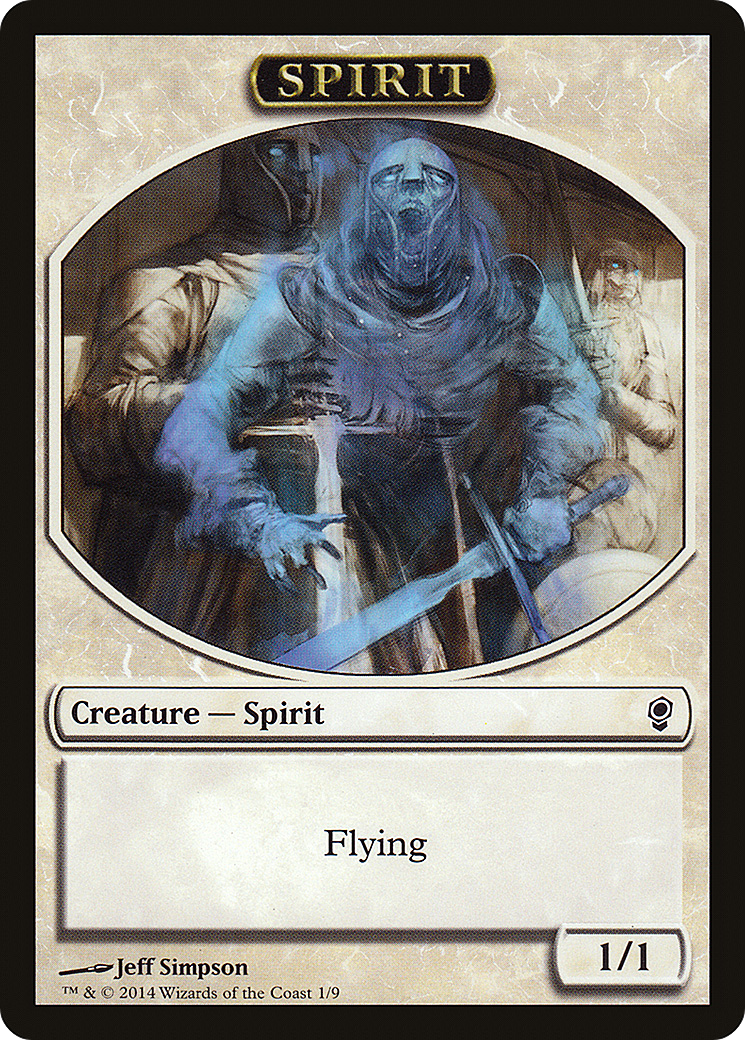 SPIRIT
Creature — Spirit
Flying
1/1
Jeff Simpson
™ & © 2014 Wizards of the Coast 1/9